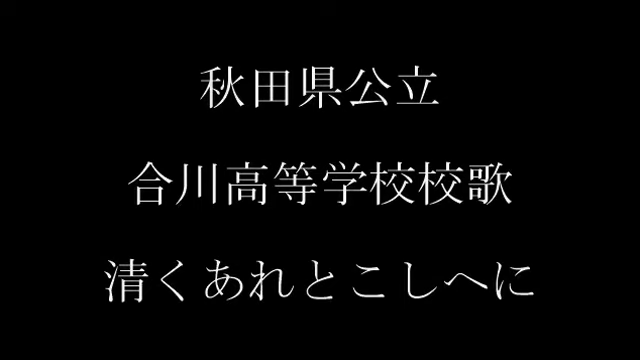 秋田県公立
合川高等学校校歌
清くあれとこしへに